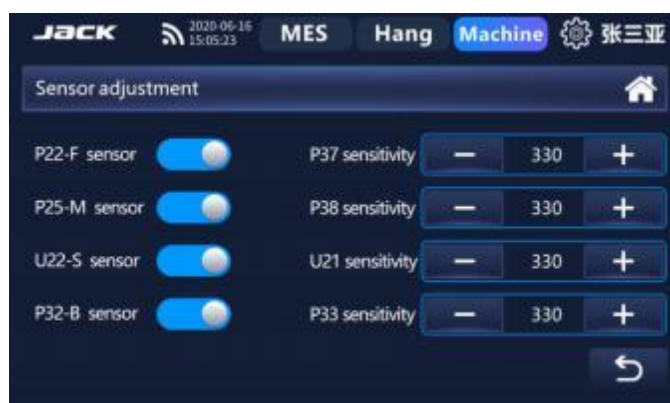 JACK 2020-06-16 15:05:23 MES Hang Machine 张三亚
Sensor adjustment
P22-F sensor P37 sensitivity — 330 +
P25-M sensor P38 sensitivity — 330 +
U22-S sensor U21 sensitivity — 330 +
P32-B sensor P33 sensitivity — 330 +